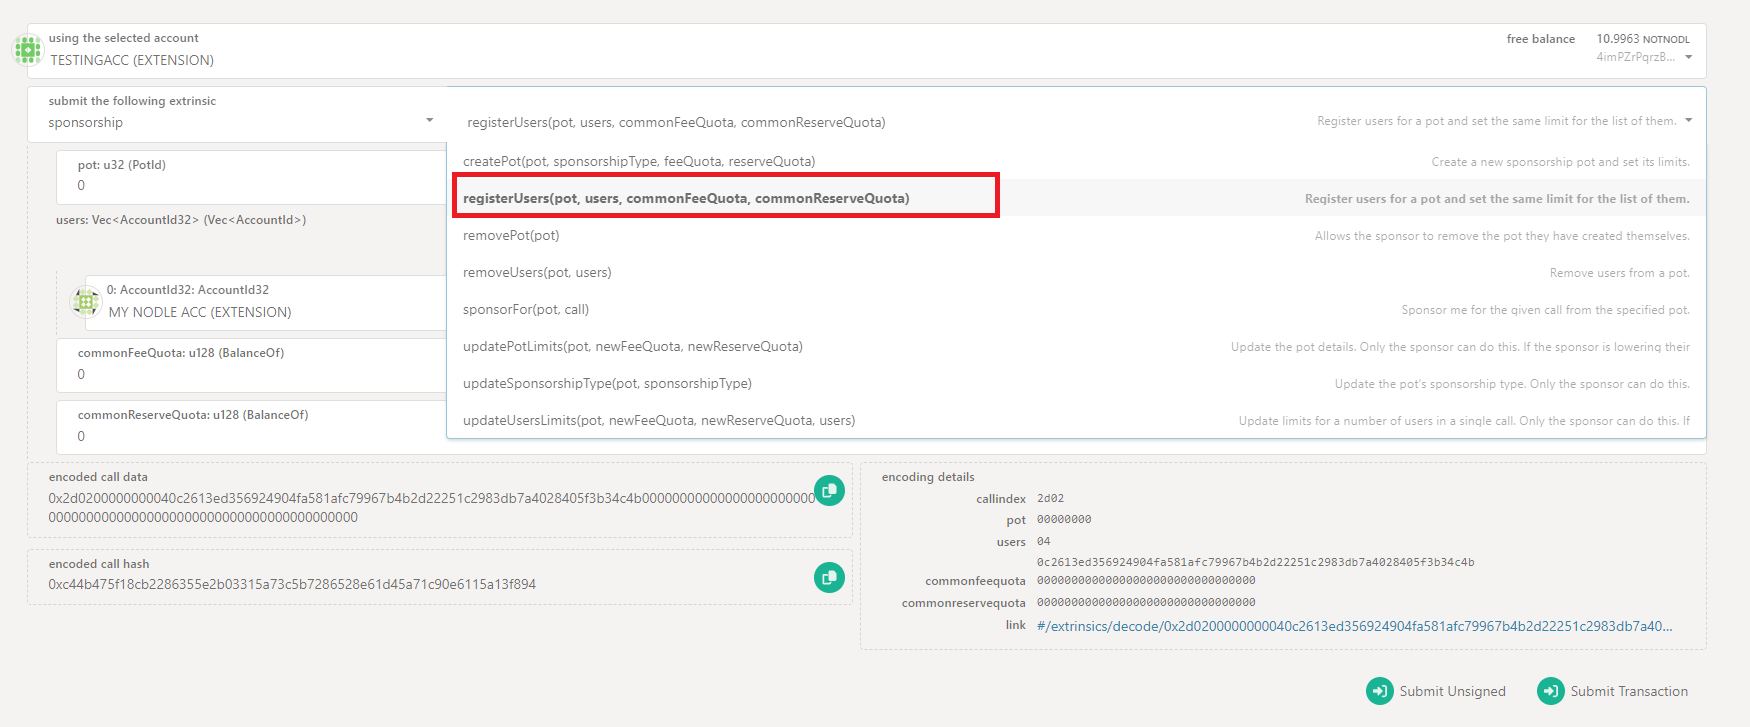 using the selected account
TESTINGACC (EXTENSION)
free balance 10.9963 NOTNODL
4imPZrPqrzB...
submit the following extrinsic
sponsorship
registerUsers(pot, users, commonFeeQuota, commonReserveQuota) Register users for a pot and set the same limit for the list of them.
createPot(pot, sponsorshipType, feeQuota, reserveQuota) Create a new sponsorship pot and set its limits.
registerUsers(pot, users, commonFeeQuota, commonReserveQuota) Register users for a pot and set the same limit for the list of them.
removePot(pot) Allows the sponsor to remove the pot they have created themselves.
removeUsers(pot, users) Remove users from a pot.
sponsorFor(pot, call) Sponsor me for the given call from the specified pot.
updatePotLimits(pot, newFeeQuota, newReserveQuota) Update the pot details. Only the sponsor can do this. If the sponsor is lowering their
updateSponsorshipType(pot, sponsorshipType) Update the pot's sponsorship type. Only the sponsor can do this.
updateUsersLimits(pot, newFeeQuota, newReserveQuota, users) Update limits for a number of users in a single call. Only the sponsor can do this. If
pot: u32 (PotId)
0
users: Vec<AccountId32> (Vec<AccountId>)
0: AccountId32: AccountId32
MY NODLE ACC (EXTENSION)
commonFeeQuota: u128 (BalanceOf)
0
commonReserveQuota: u128 (BalanceOf)
0
encoded call data
0x2d0200000000040c2613ed356924904fa581afc79967b4b2d22251c2983db7a4028405f3b34c4b0000000000000000000000
000000000000000000000000000000000000000000
encoded call hash
0xc44b475f18cb2286355e2b03315a73c5b7286528e61d45a71c90e6115a13f894
encoding details
callindex 2d02
pot 00000000
users 04
0c2613ed356924904fa581afc79967b4b2d22251c2983db7a4028405f3b34c4b
commonfeequota 00000000000000000000000000000000
commonreservequota 00000000000000000000000000000000
link #/extrinsics/decode/0x2d0200000000040c2613ed356924904fa581afc79967b4b2d22251c2983db7a40...
Submit Unsigned
Submit Transaction